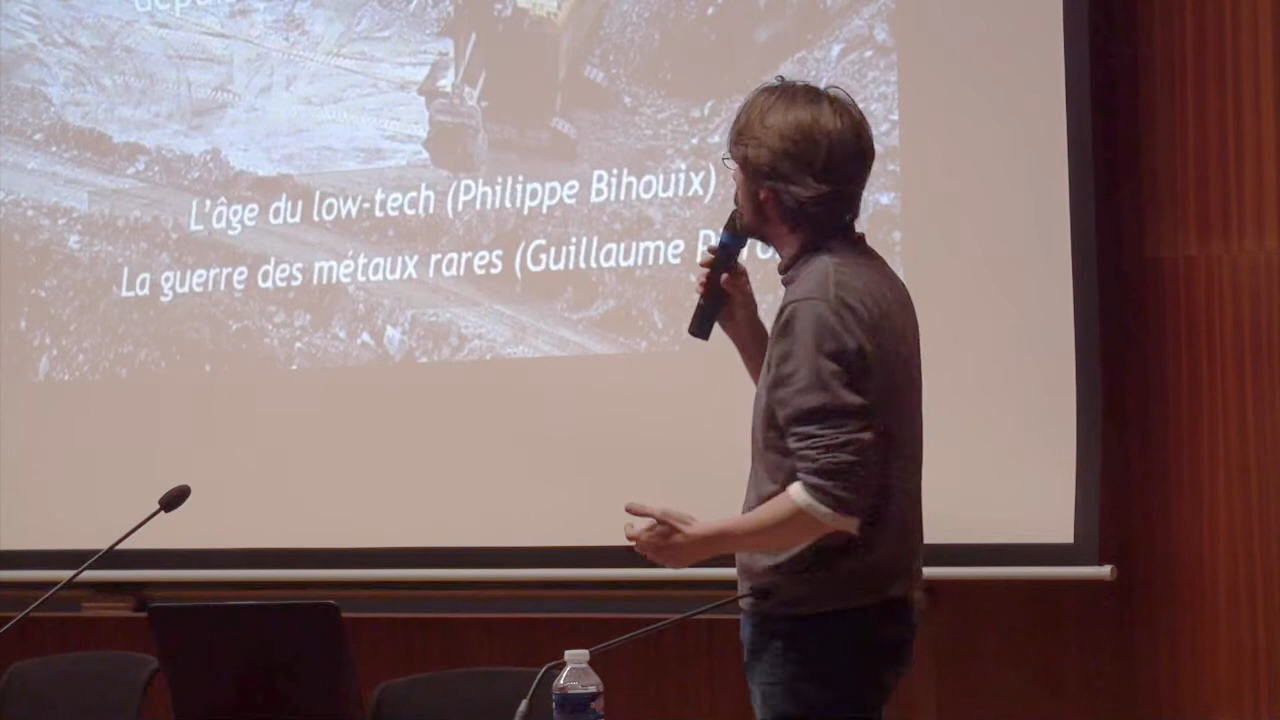 L'âge du low-tech (Philippe Bihouix)
La guerre des métaux rares (Guillaume